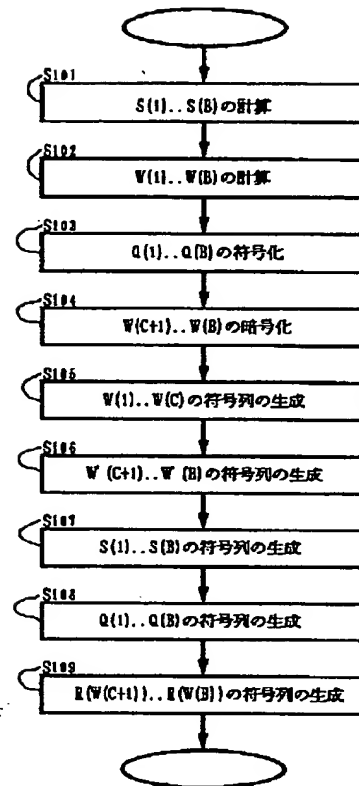 S101
S(1)..S(B)の計算
S102
W(1)..W(B)の計算
S103
Q(1)..Q(B)の符号化
S104
W(C+1)..W(B)の暗号化
S105
W(1)..W(C)の符号列の生成
S106
W'(C+1)..W'(B)の符号列の生成
S107
S(1)..S(B)の符号列の生成
S108
Q(1)..Q(B)の符号列の生成
S109
R(W(C+1))..R(W(B))の符号列の生成